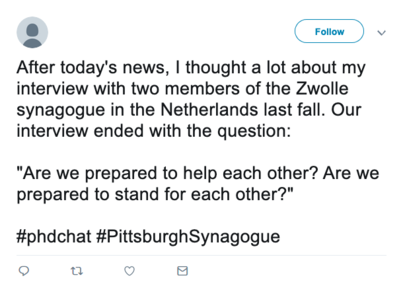 Follow
After today's news, I thought a lot about my
interview with two members of the Zwolle
synagogue in the Netherlands last fall. Our
interview ended with the question:
"Are we prepared to help each other? Are we
prepared to stand for each other?"
#phdchat #PittsburghSynagogue